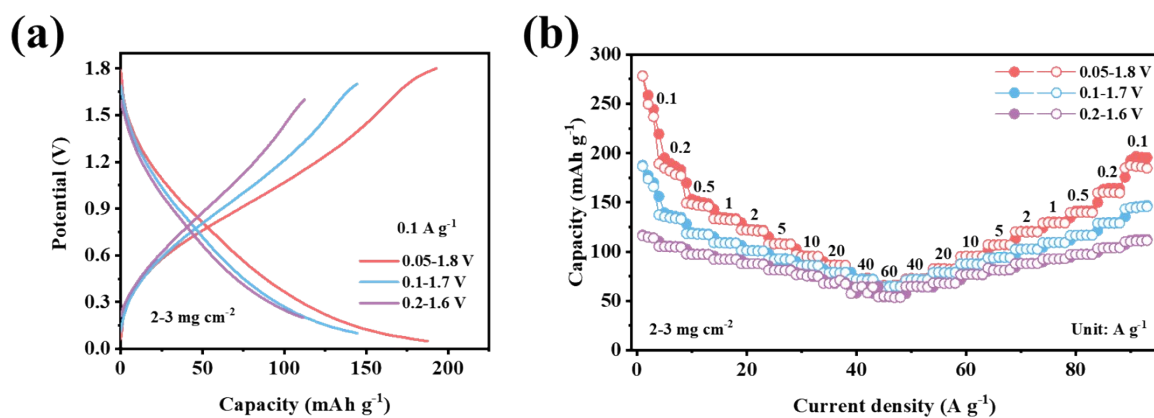 (a)
Potential (V)
1.8
1.5
1.2
0.9
0.6
0.3
0.0
0.1 A g⁻¹
0.05-1.8 V
0.1-1.7 V
0.2-1.6 V
2-3 mg cm⁻²
0 50 100 150 200
Capacity (mAh g⁻¹)
(b)
Capacity (mAh g⁻¹)
300
250
200
150
100
50
0
0.05-1.8 V
0.1-1.7 V
0.2-1.6 V
0.1 0.2 0.5 1 2 5 10 20 40 60 40 20 10 5 2 1 0.5 0.2 0.1
2-3 mg cm⁻²
Unit: A g⁻¹
0 20 40 60 80
Current density (A g⁻¹)